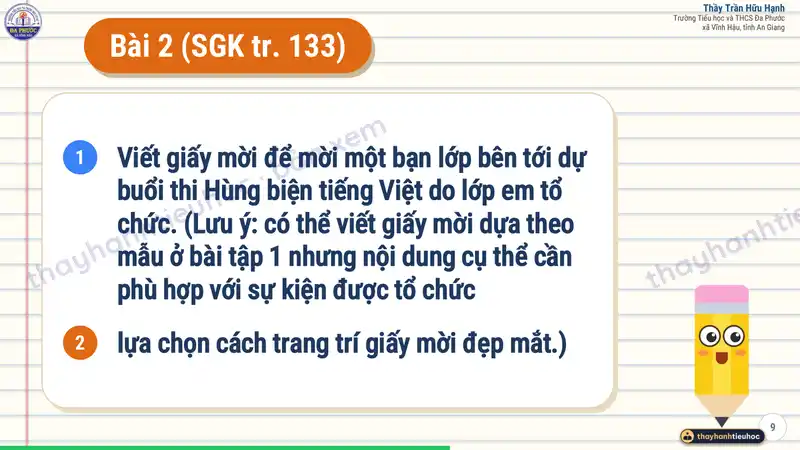 Thầy Trần Hữu Hạnh
Trường Tiểu học và THCS Đa Phước
xã Vĩnh Hậu, tỉnh An Giang
ĐA PHƯỚC
Bài 2 (SGK tr. 133)
1
Viết giấy mời để mời một bạn lớp bên tới dự
buổi thi Hùng biện tiếng Việt do lớp em tổ
chức. (Lưu ý: có thể viết giấy mời dựa theo
mẫu ở bài tập 1 nhưng nội dung cụ thể cần
phù hợp với sự kiện được tổ chức
2
lựa chọn cách trang trí giấy mời đẹp mắt.)
thayhanhtieuhoc
9